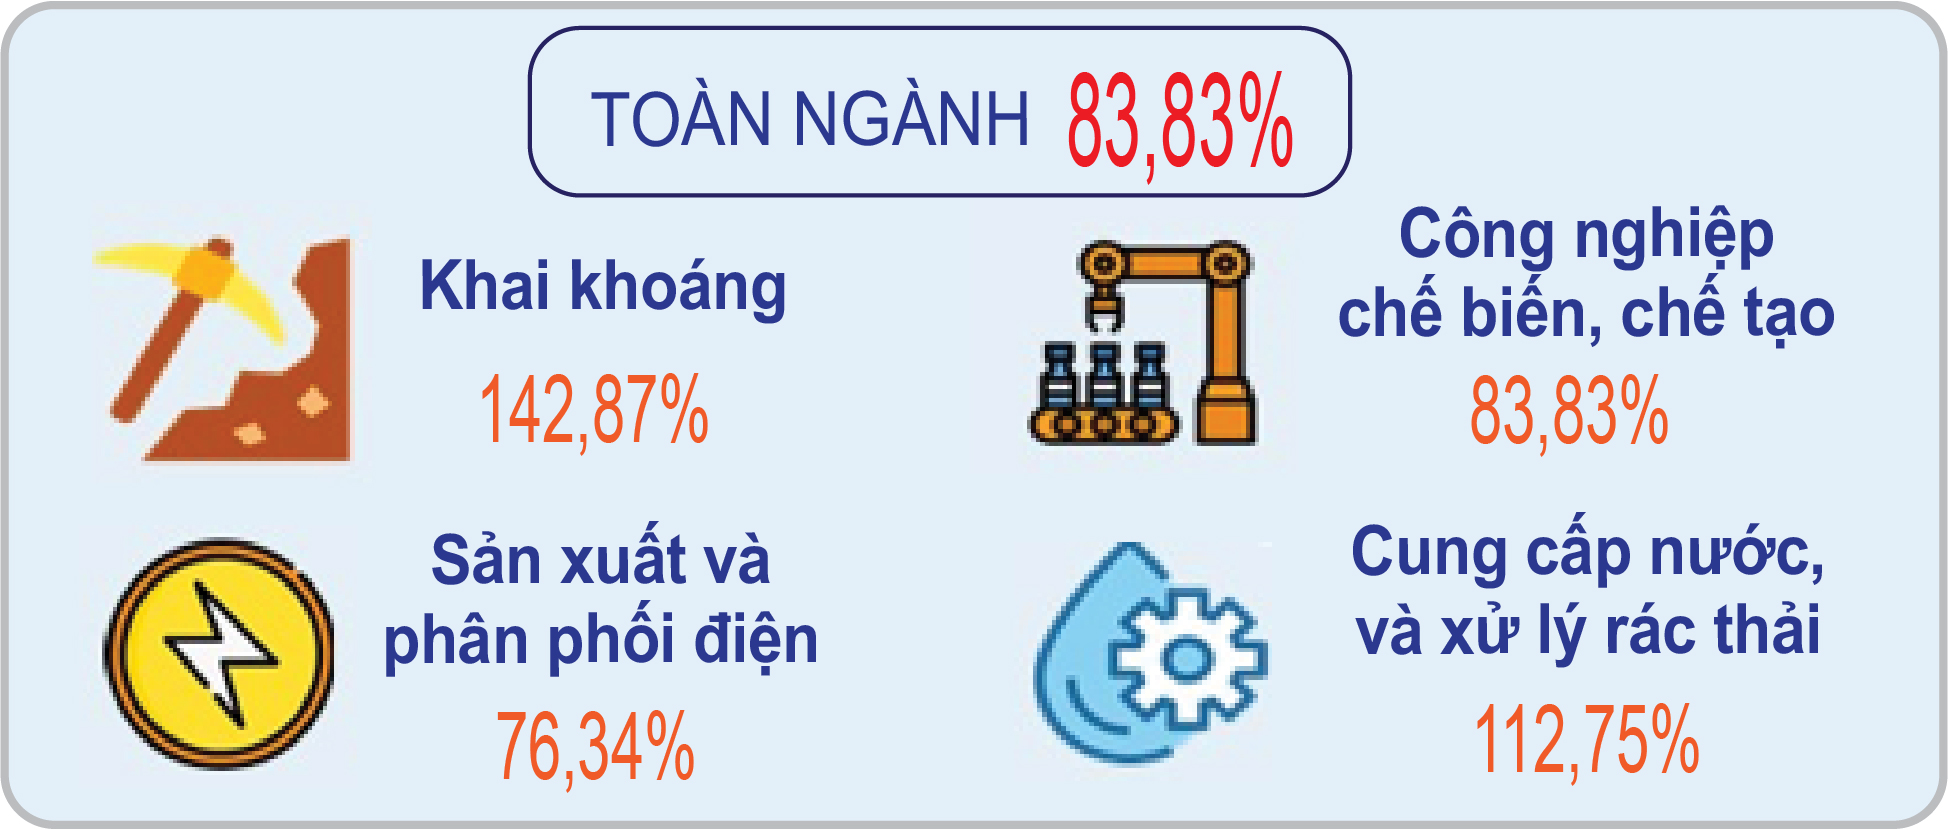 TOÀN NGÀNH 83,83%
Khai khoáng
142,87%
Công nghiệp
chế biến, chế tạo
83,83%
Sản xuất và
phân phối điện
76,34%
Cung cấp nước,
và xử lý rác thải
112,75%